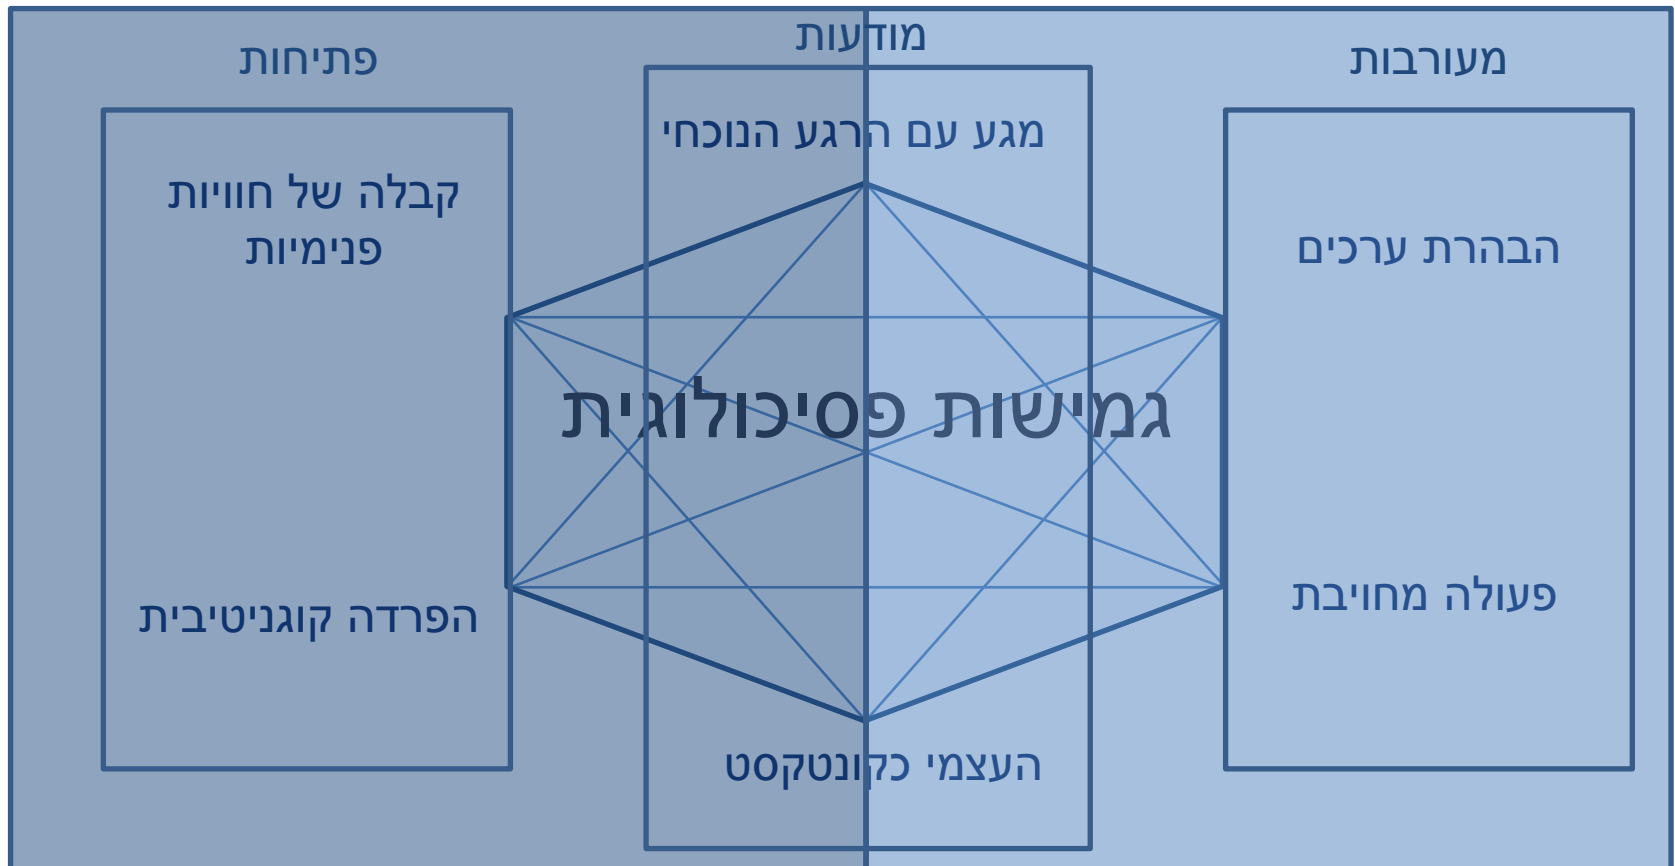 מודעות
מעורבות
פתיחות
מגע עם הרגע הנוכחי
הבהרת ערכים
קבלה של חוויות
פנימיות
גמישות פסיכולוגית
פעולה מחויבת
הפרדה קוגניטיבית
העצמי כקונטקסט